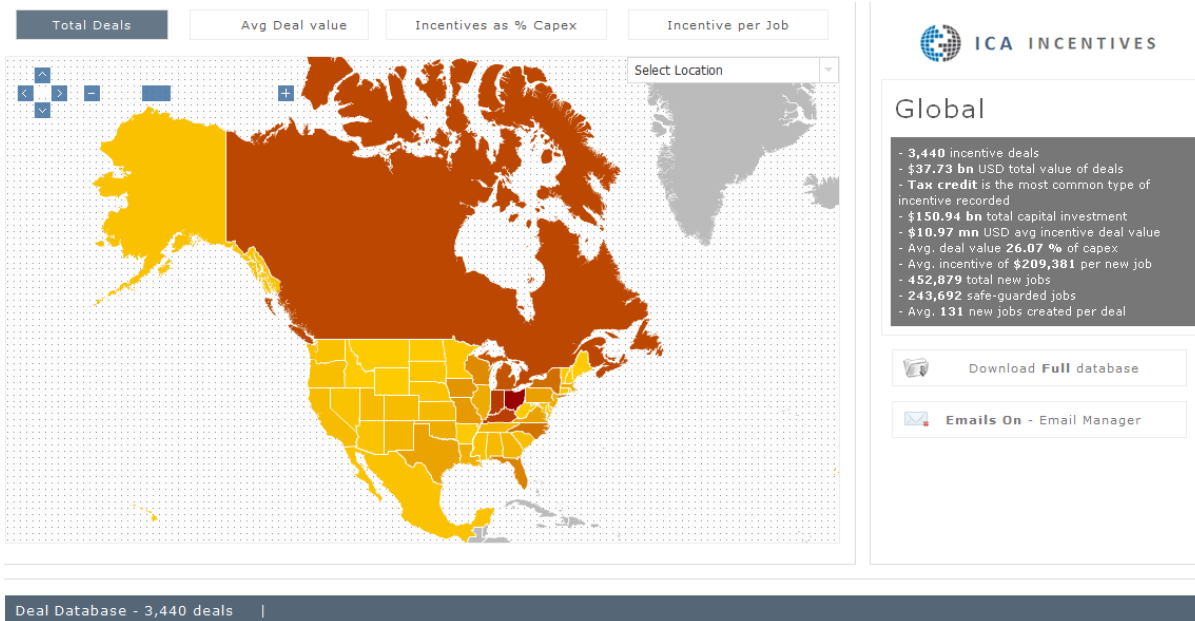 Total Deals
Avg Deal value
Incentives as % Capex
Incentive per Job
Select Location
ICA INCENTIVES
Global
- 3,440 incentive deals
- $37.73 bn USD total value of deals
- Tax credit is the most common type of
incentive recorded
- $150.94 bn total capital investment
- $10.97 mn USD avg incentive deal value
- Avg. deal value 26.07 % of capex
- Avg. incentive of $209,381 per new job
- 452,879 total new jobs
- 243,692 safe-guarded jobs
- Avg. 131 new jobs created per deal
Download Full database
Emails On - Email Manager
Deal Database - 3,440 deals |